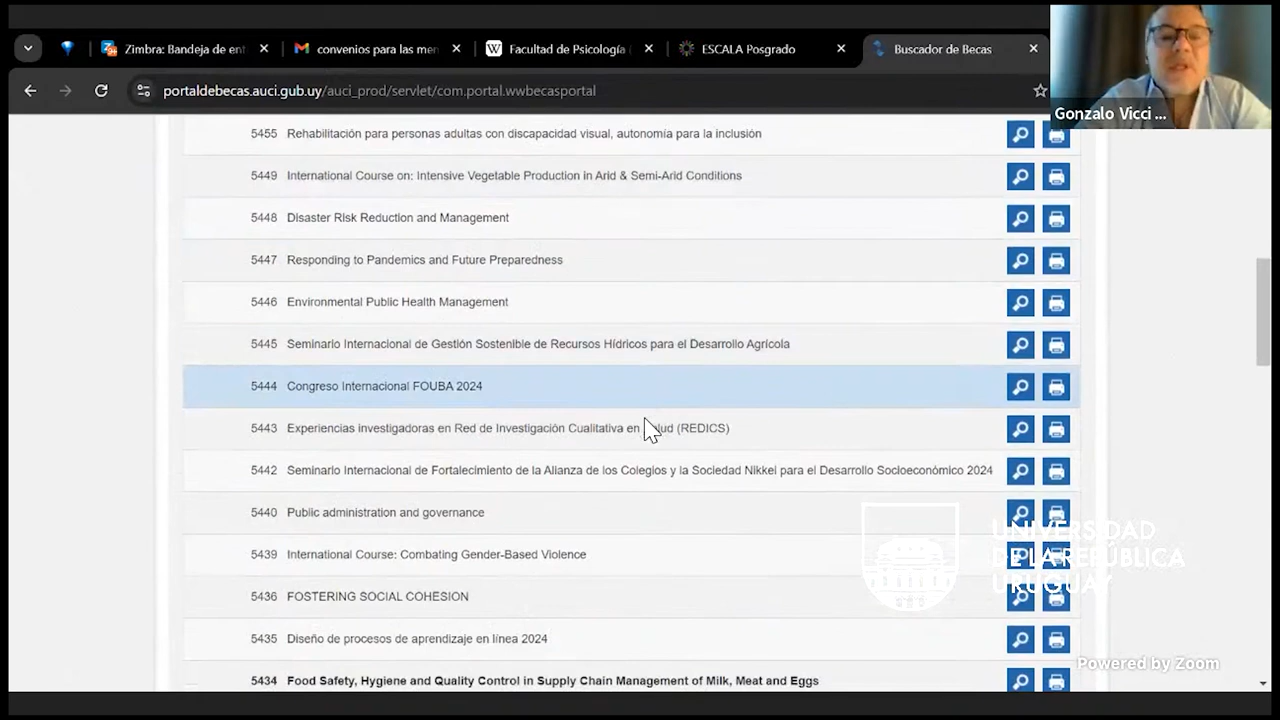 Zimbra: Bandeja de ent
convenios para las men
Facultad de Psicología (
ESCALA Posgrado
Buscador de Becas
portaldebecas.auci.gub.uy/auci_prod/servlet/com.portal.wwbecasportal
Gonzalo Vicci ...
5455 Rehabilitación para personas adultas con discapacidad visual, autonomía para la inclusión
5449 International Course on: Intensive Vegetable Production in Arid & Semi-Arid Conditions
5448 Disaster Risk Reduction and Management
5447 Responding to Pandemics and Future Preparedness
5446 Environmental Public Health Management
5445 Seminario Internacional de Gestión Sostenible de Recursos Hídricos para el Desarrollo Agrícola
5444 Congreso Internacional FOUBA 2024
5443 Experiencias investigadoras en Red de Investigación Cualitativa en Salud (REDICS)
5442 Seminario Internacional de Fortalecimiento de la Alianza de los Colegios y la Sociedad Nikkei para el Desarrollo Socioeconómico 2024
5440 Public administration and governance
5439 International Course: Combating Gender-Based Violence
5436 FOSTERING SOCIAL COHESION
5435 Diseño de procesos de aprendizaje en línea 2024
5434 Food Safety, Hygiene and Quality Control in Supply Chain Management of Milk, Meat and Eggs
UNIVERSIDAD
DE LA REPÚBLICA
URUGUAY
Powered by Zoom